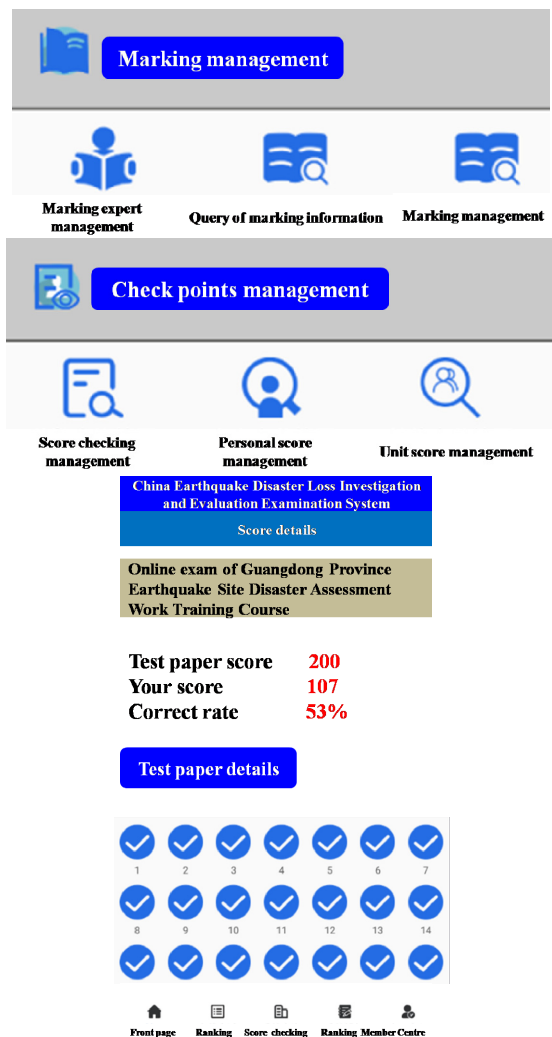 Marking management
Marking expert
management
Query of marking information
Marking management
Check points management
Score checking
management
Personal score
management
Unit score management
China Earthquake Disaster Loss Investigation
and Evaluation Examination System
Score details
Online exam of Guangdong Province
Earthquake Site Disaster Assessment
Work Training Course
Test paper score 200
Your score 107
Correct rate 53%
Test paper details
1 2 3 4 5 6 7
8 9 10 11 12 13 14
Front page Ranking Score checking Ranking Member Centre